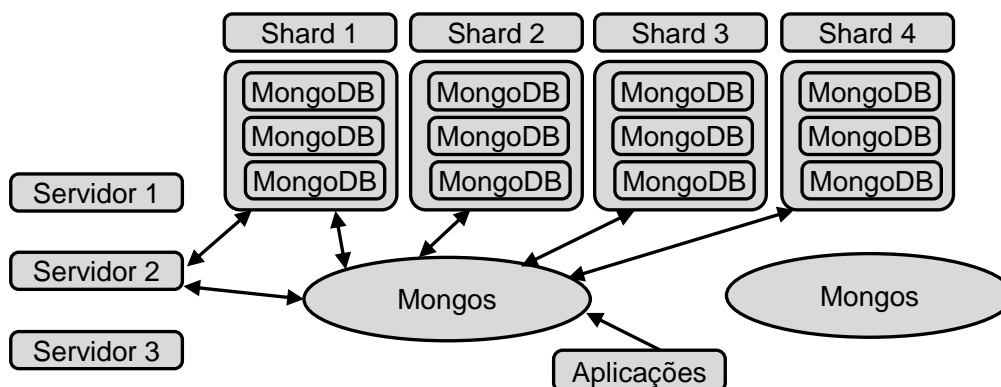 Shard 1
Shard 2
Shard 3
Shard 4
MongoDB
MongoDB
MongoDB
MongoDB
MongoDB
MongoDB
MongoDB
MongoDB
MongoDB
MongoDB
MongoDB
MongoDB
Servidor 1
Servidor 2
Servidor 3
Mongos
Mongos
Aplicações